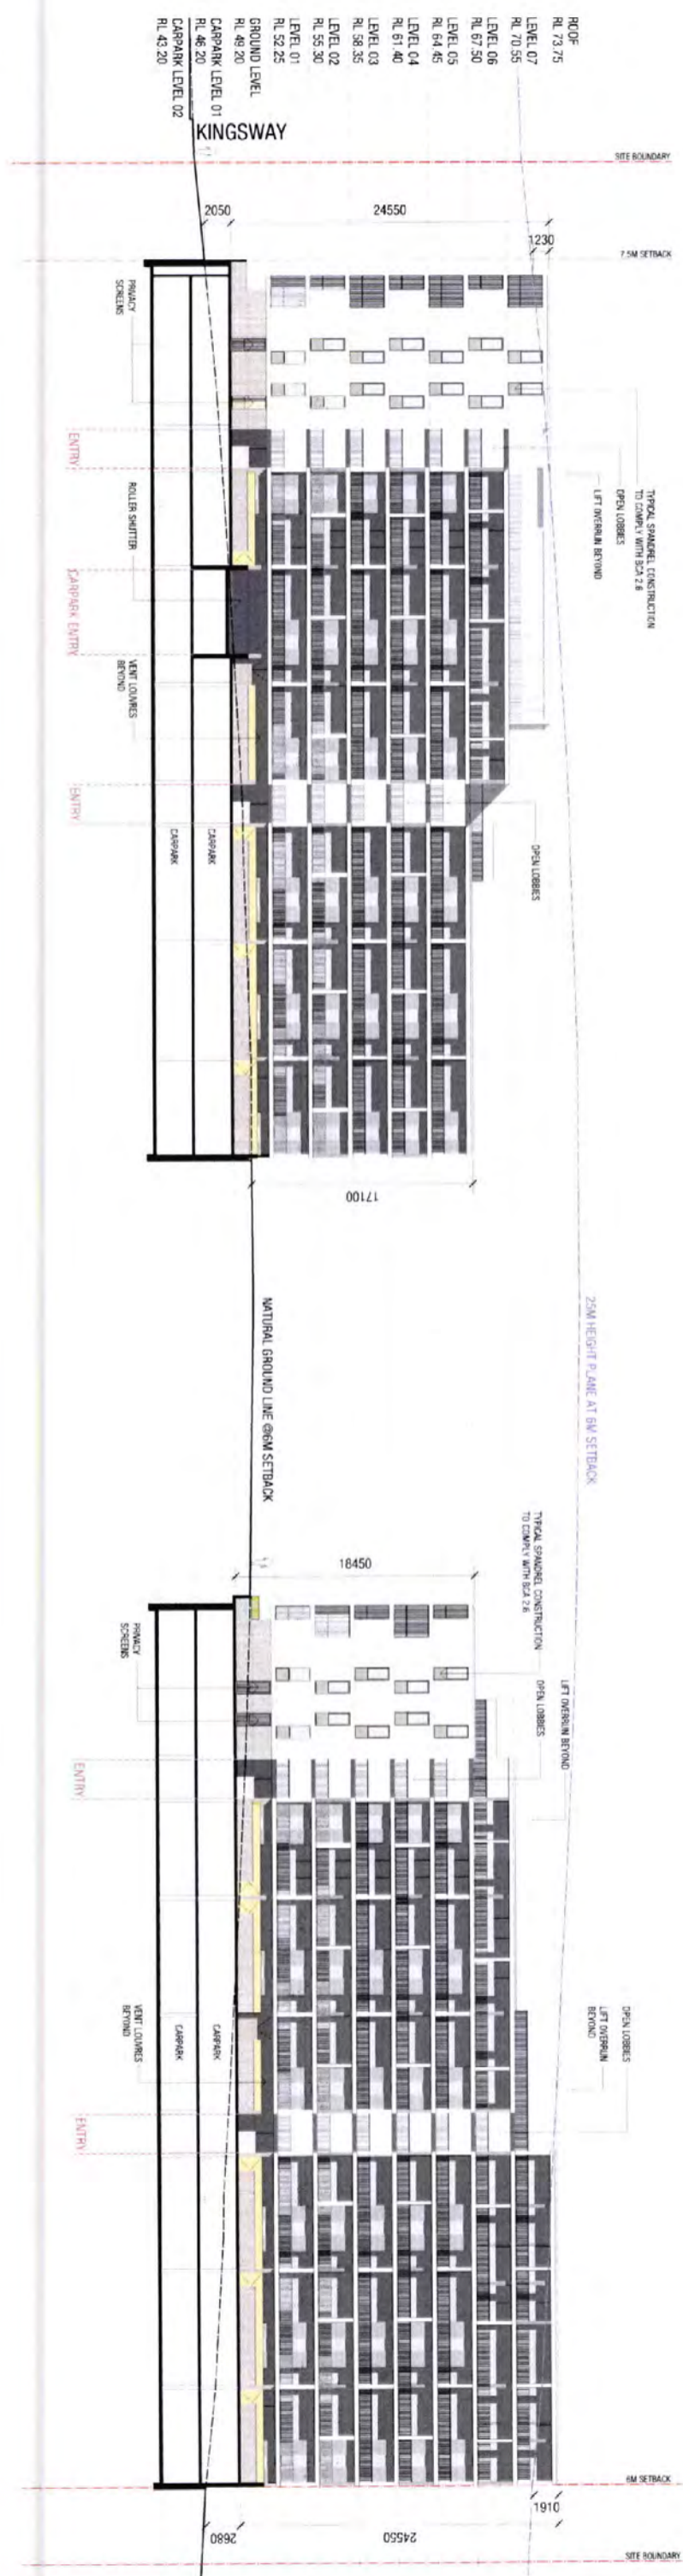 ROOF
RL 73.75
LEVEL 07
RL 70.55
LEVEL 06
RL 67.50
LEVEL 05
RL 64.45
LEVEL 04
RL 61.40
LEVEL 03
RL 58.35
LEVEL 02
RL 55.30
LEVEL 01
RL 52.25
GROUND LEVEL
RL 49.20
CARPARK LEVEL 01
RL 46.20
CARPARK LEVEL 02
RL 43.20
KINGSWAY
SITE BOUNDARY
2050
24550
1230
7.5M SETBACK
PRIVACY
SCREENS
ENTRY
ROLLER SHUTTER
CARPARK ENTRY
VENT LOUVRES
BEYOND
ENTRY
CARPARK
CARPARK
TYPICAL SPANDREL CONSTRUCTION
TO COMPLY WITH BCA 2.6
OPEN LOBBIES
LIFT OVERRUN BEYOND
OPEN LOBBIES
17100
NATURAL GROUND LINE @6M SETBACK
25M HEIGHT PLANE AT 6M SETBACK
18450
TYPICAL SPANDREL CONSTRUCTION
TO COMPLY WITH BCA 2.6
OPEN LOBBIES
LIFT OVERRUN BEYOND
PRIVACY
SCREENS
ENTRY
VENT LOUVRES
BEYOND
CARPARK
CARPARK
ENTRY
OPEN LOBBIES
LIFT OVERRUN
BEYOND
6M SETBACK
1910
24550
2680
SITE BOUNDARY